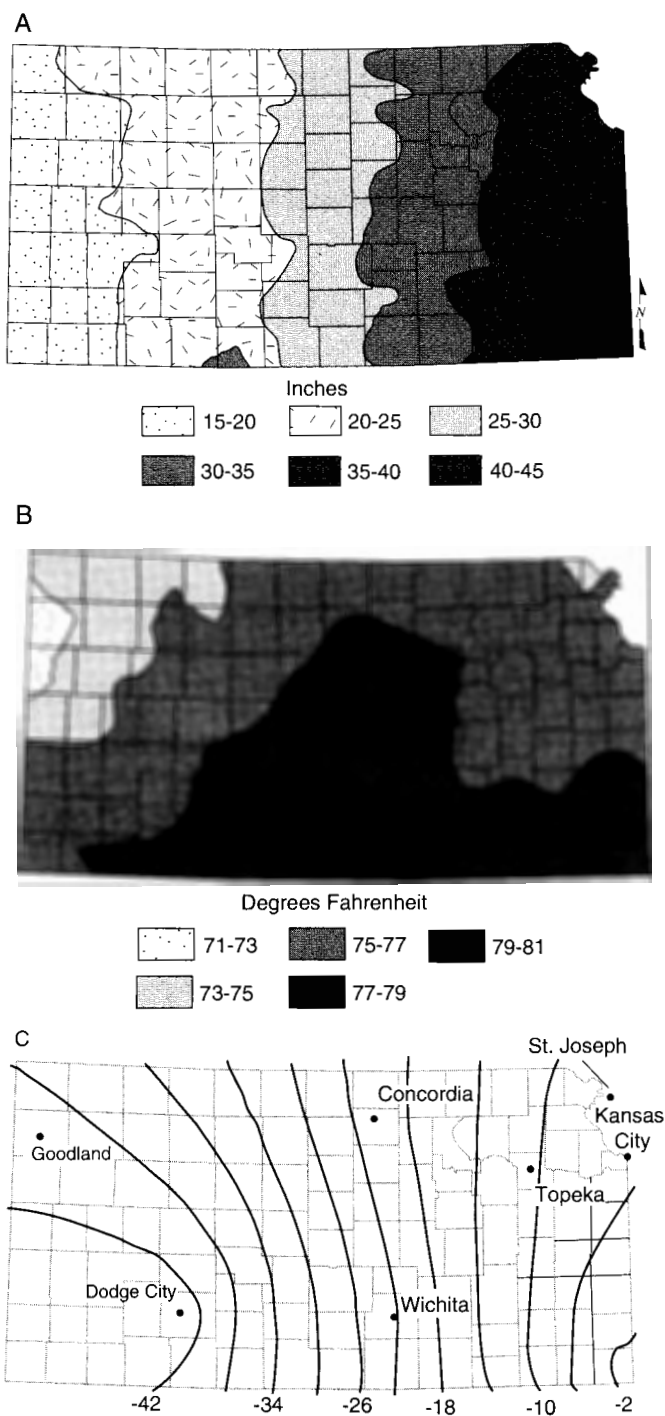 A
N
Inches
15-20 20-25 25-30
30-35 35-40 40-45
B
Degrees Fahrenheit
71-73 75-77 79-81
73-75 77-79
C
St. Joseph
Concordia
Kansas
City
Goodland
Topeka
Dodge City
Wichita
-42 -34 -26 -18 -10 -2